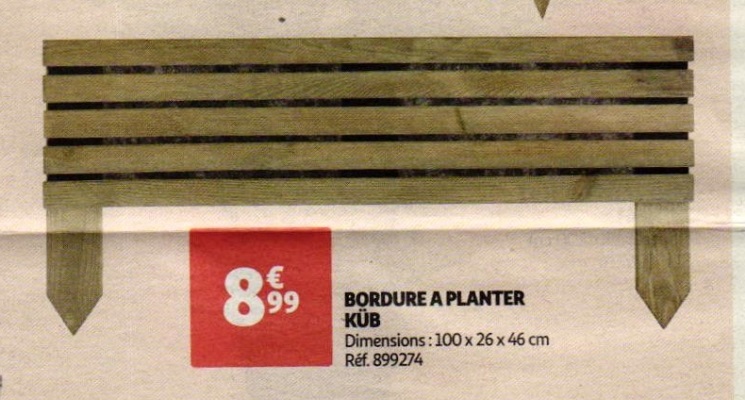 8€99
BORDURE A PLANTER
KÜB
Dimensions : 100 x 26 x 46 cm
Réf. 899274